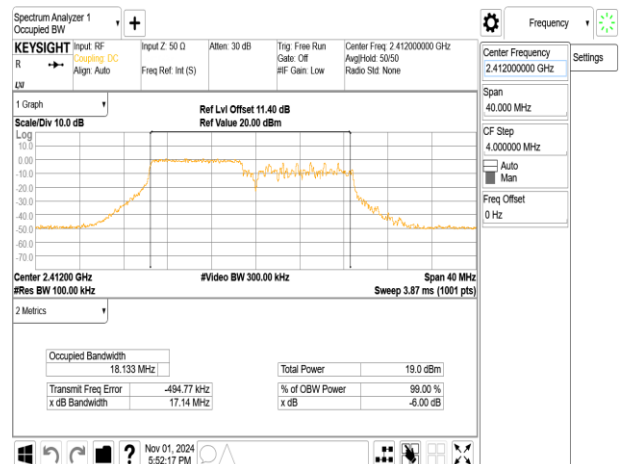 Spectrum Analyzer 1
Occupied BW
KEYSIGHT
R
LXI
Input: RF
Coupling: DC
Align: Auto
Input Z: 50 Ω
Freq Ref: Int (S)
Atten: 30 dB
Trig: Free Run
Gate: Off
#IF Gain: Low
Center Freq: 2.412000000 GHz
Avg|Hold: 50/50
Radio Std: None
1 Graph
Scale/Div 10.0 dB
Ref Lvl Offset 11.40 dB
Ref Value 20.00 dBm
Log
10.0
0.00
-10.0
-20.0
-30.0
-40.0
-50.0
-60.0
-70.0
Center 2.41200 GHz
#Video BW 300.00 kHz
Span 40 MHz
#Res BW 100.00 kHz
Sweep 3.87 ms (1001 pts)
2 Metrics
Occupied Bandwidth
18.133 MHz
Transmit Freq Error -494.77 kHz
x dB Bandwidth 17.14 MHz
Total Power 19.0 dBm
% of OBW Power 99.00 %
x dB -6.00 dB
?
Nov 01, 2024
5:52:17 PM
Frequency
Settings
Center Frequency
2.412000000 GHz
Span
40.000 MHz
CF Step
4.000000 MHz
Auto
Man
Freq Offset
0 Hz